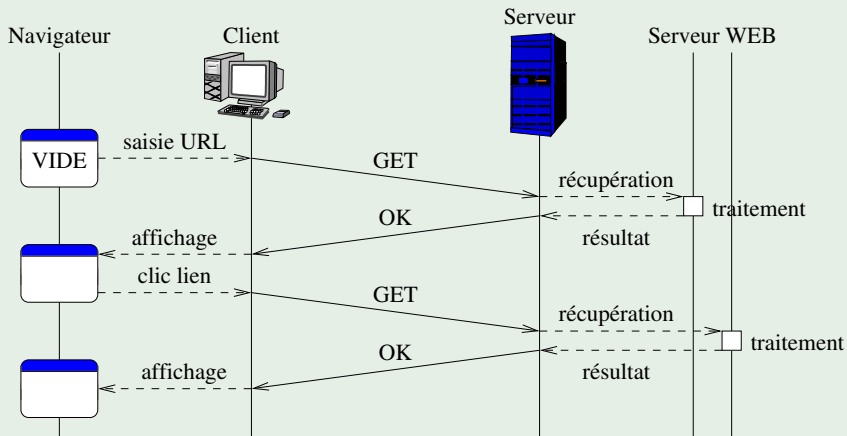 Navigateur
Client
Serveur
Serveur WEB
VIDE
saisie URL
GET
récupération
traitement
OK
résultat
affichage
clic lien
GET
récupération
traitement
OK
résultat
affichage